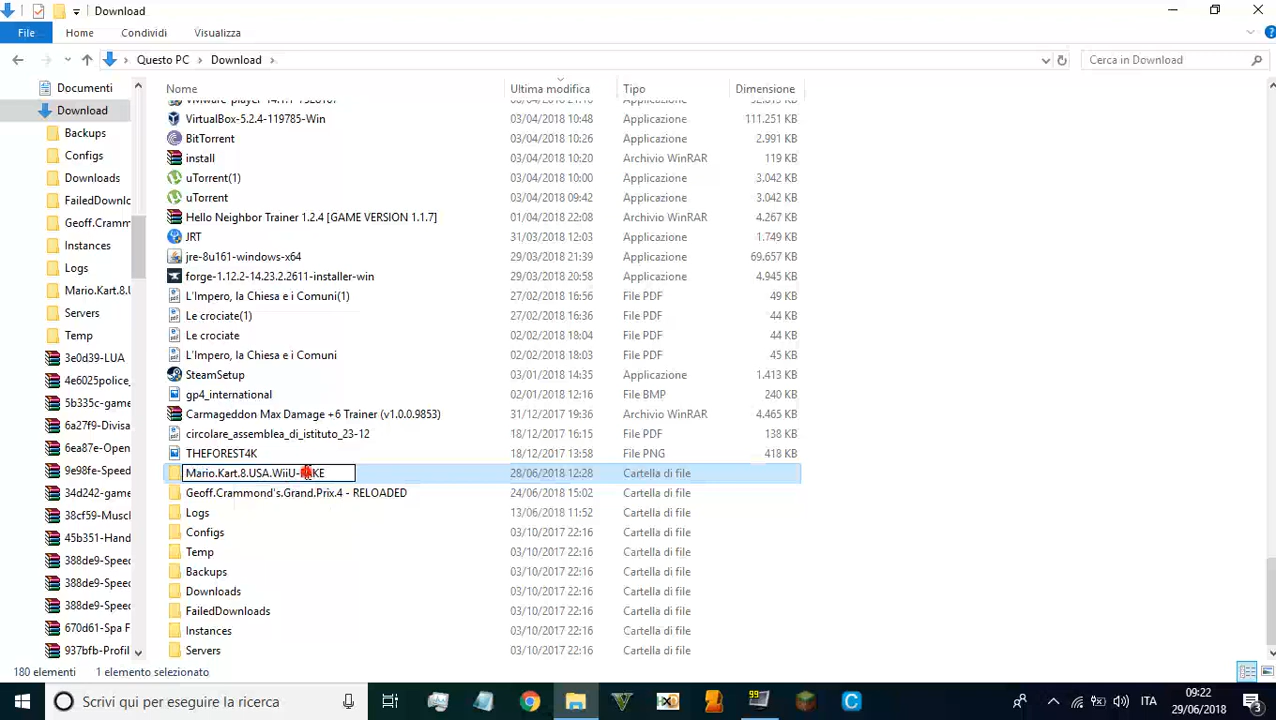 Download
File Home Condividi Visualizza
Questo PC Download Cerca in Download
Nome Ultima modifica Tipo Dimensione
Documenti
Download
Backups
Configs
Downloads
FailedDownlo
Geoff.Cramm
Instances
Logs
Mario.Kart.8.U
Servers
Temp
3e0d39-LUA
4e6025police_
5b335c-game
6a27f9-Divisa
6ea87e-Open
9e98fe-Speed
34d242-game
38cf59-Muscl
45b351-Hand
388de9-Speed
388de9-Speed
388de9-Speed
670d61-Spa F
937bfb-Profil
VirtualBox-5.2.4-119785-Win 03/04/2018 10:48 Applicazione 111.251 KB
BitTorrent 03/04/2018 10:26 Applicazione 2.991 KB
install 03/04/2018 10:20 Archivio WinRAR 119 KB
uTorrent(1) 03/04/2018 10:00 Applicazione 3.042 KB
uTorrent 03/04/2018 09:42 Applicazione 3.042 KB
Hello Neighbor Trainer 1.2.4 [GAME VERSION 1.1.7] 01/04/2018 22:08 Archivio WinRAR 4.267 KB
JRT 31/03/2018 12:03 Applicazione 1.749 KB
jre-8u161-windows-x64 29/03/2018 21:39 Applicazione 69.657 KB
forge-1.12.2-14.23.2.2611-installer-win 29/03/2018 20:58 Applicazione 4.945 KB
L'Impero, la Chiesa e i Comuni(1) 27/02/2018 16:56 File PDF 49 KB
Le crociate(1) 27/02/2018 16:36 File PDF 44 KB
Le crociate 02/02/2018 18:04 File PDF 44 KB
L'Impero, la Chiesa e i Comuni 02/02/2018 18:03 File PDF 45 KB
SteamSetup 03/01/2018 14:35 Applicazione 1.413 KB
gp4_international 02/01/2018 12:16 File BMP 240 KB
Carmageddon Max Damage +6 Trainer (v1.0.0.9853) 31/12/2017 19:36 Archivio WinRAR 4.465 KB
circolare_assemblea_di_istituto_23-12 18/12/2017 16:15 File PDF 138 KB
THEFOREST4K 18/12/2017 13:58 File PNG 418 KB
28/06/2018 12:28 Cartella di file
Geoff.Crammond's.Grand.Prix.4 - RELOADED 24/06/2018 15:02 Cartella di file
Logs 13/06/2018 11:52 Cartella di file
Configs 03/10/2017 22:16 Cartella di file
Temp 03/10/2017 22:16 Cartella di file
Backups 03/10/2017 22:16 Cartella di file
Downloads 03/10/2017 22:16 Cartella di file
FailedDownloads 03/10/2017 22:16 Cartella di file
Instances 03/10/2017 22:16 Cartella di file
Servers 03/10/2017 22:16 Cartella di file
180 elementi 1 elemento selezionato
Scrivi qui per eseguire la ricerca
99
ITA
09:22
29/06/2018
3